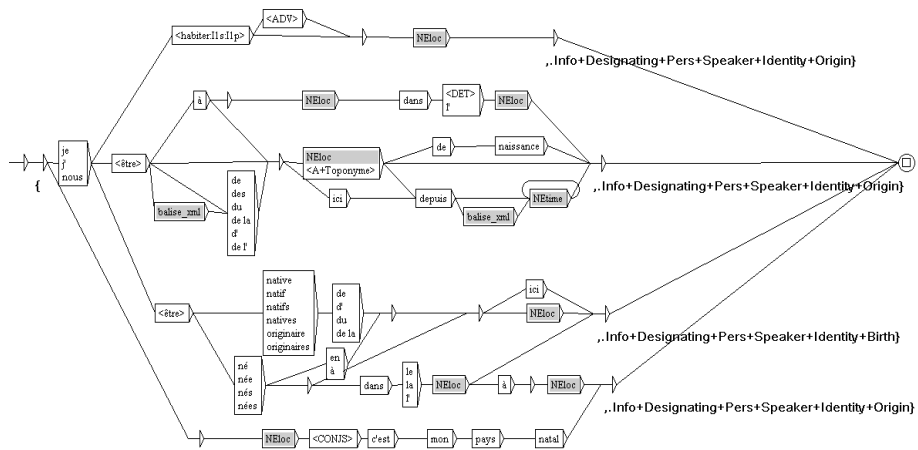 <ADV>
<habiter:I1s:I1p>
NEloc
,.Info+Designating+Pers+Speaker+Identity+Origin}
à
NEloc
dans
<DET>
l'
NEloc
je
j'
nous
{
<être>
NEloc
<A+Toponyme>
de
naissance
,.Info+Designating+Pers+Speaker+Identity+Origin}
balise_xml
de
des
du
de la
d'
de l'
ici
depuis
balise_xml
NEtime
<être>
native
natif
natifs
natives
originaire
originaires
de
d'
du
de la
ici
NEloc
,.Info+Designating+Pers+Speaker+Identity+Birth}
né
née
nés
nées
en
à
dans
le
la
l'
NEloc
à
NEloc
,.Info+Designating+Pers+Speaker+Identity+Origin}
NEloc
<CONJS>
c'est
mon
pays
natal